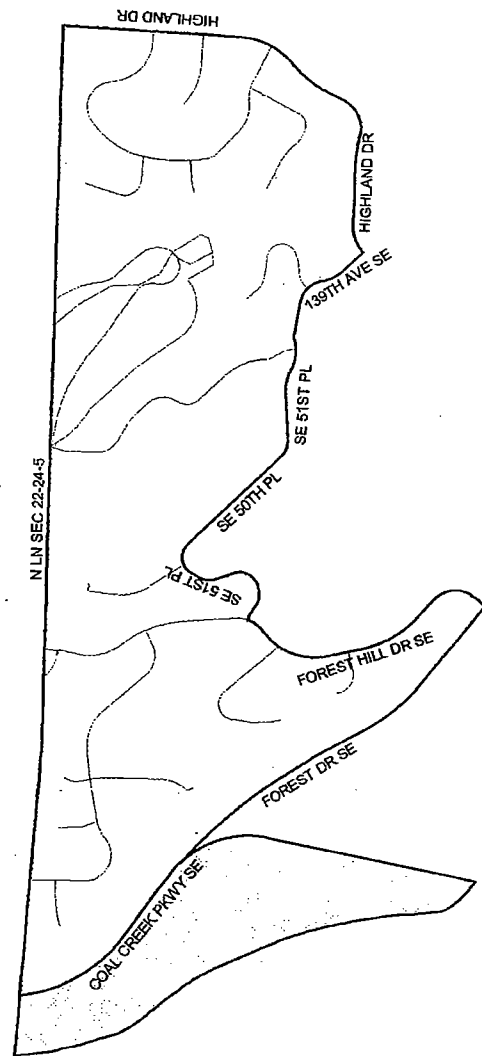 HIGHLAND DR
HIGHLAND DR
139TH AVE SE
SE 51ST PL
N LN SEC 22-24-5
SE 50TH PL
SE 51ST PL
FOREST HILL DR SE
FOREST DR SE
COAL CREEK PKWY SE